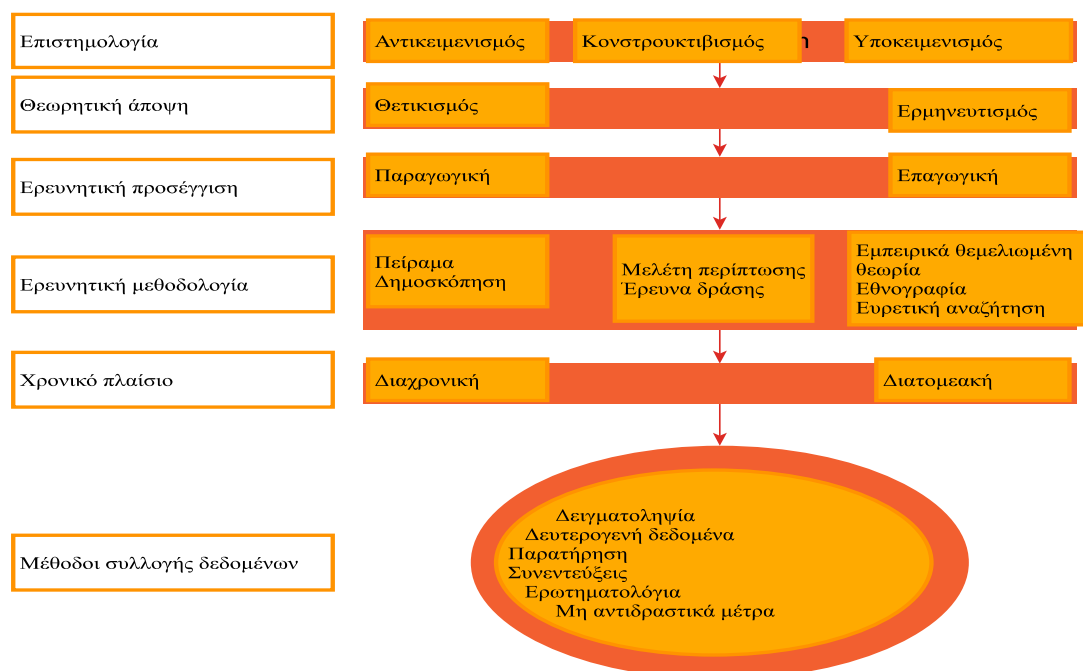 Επιστημολογία
Αντικειμενισμός
Κονστρουκτιβισμός
Υποκειμενισμός
Θεωρητική άποψη
Θετικισμός
Ερμηνευτισμός
Ερευνητική προσέγγιση
Παραγωγική
Επαγωγική
Ερευνητική μεθοδολογία
Πείραμα
Δημοσκόπηση
Μελέτη περίπτωσης
Έρευνα δράσης
Εμπειρικά θεμελιωμένη
θεωρία
Εθνογραφία
Ευρετική αναζήτηση
Χρονικό πλαίσιο
Διαχρονική
Διατομεακή
Μέθοδοι συλλογής δεδομένων
Δειγματοληψία
Δευτερογενή δεδομένα
Παρατήρηση
Συνεντεύξεις
Ερωτηματολόγια
Μη αντιδραστικά μέτρα